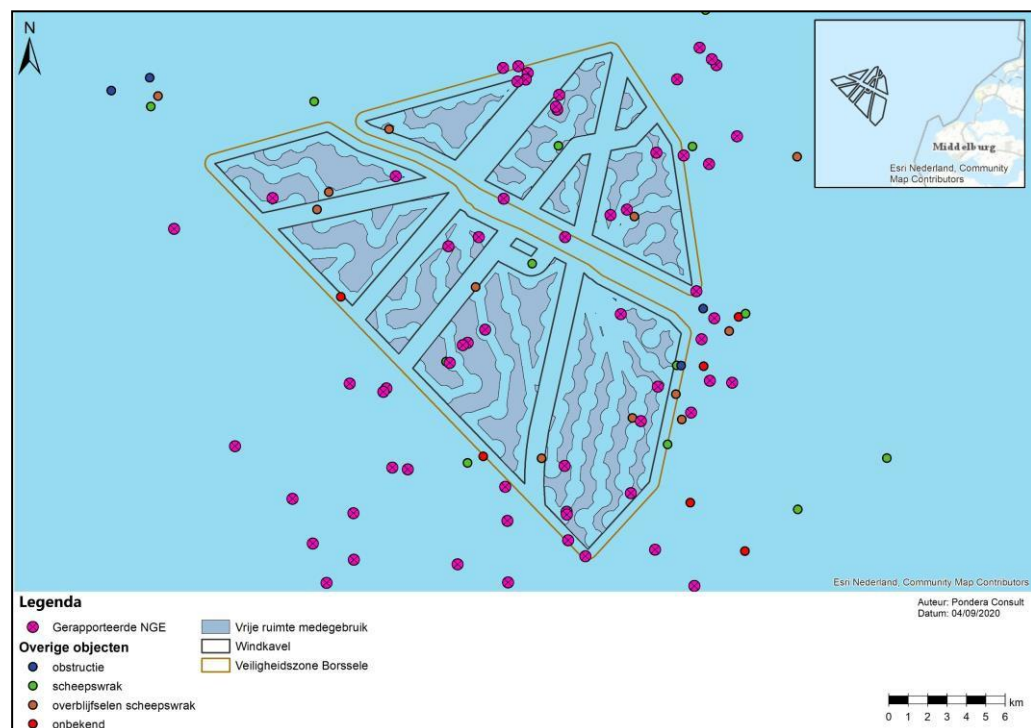 N
Middelburg
Esri Nederland, Community
Map Contributors
Esri Nederland, Community Map Contributors
Legenda
Gerapporteerde NGE
Overige objecten
obstructie
scheepswrak
overblijfselen scheepswrak
onbekend
Vrije ruimte medegebruik
Windkavel
Veiligheidszone Borssele
Auteur: Pondera Consult
Datum: 04/09/2020
km
0 1 2 3 4 5 6